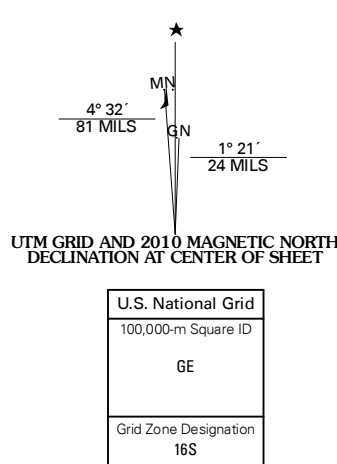 MN
4° 32´
81 MILS
GN
1° 21´
24 MILS
UTM GRID AND 2010 MAGNETIC NORTH
DECLINATION AT CENTER OF SHEET
U.S. National Grid
100,000-m Square ID
GE
Grid Zone Designation
16S